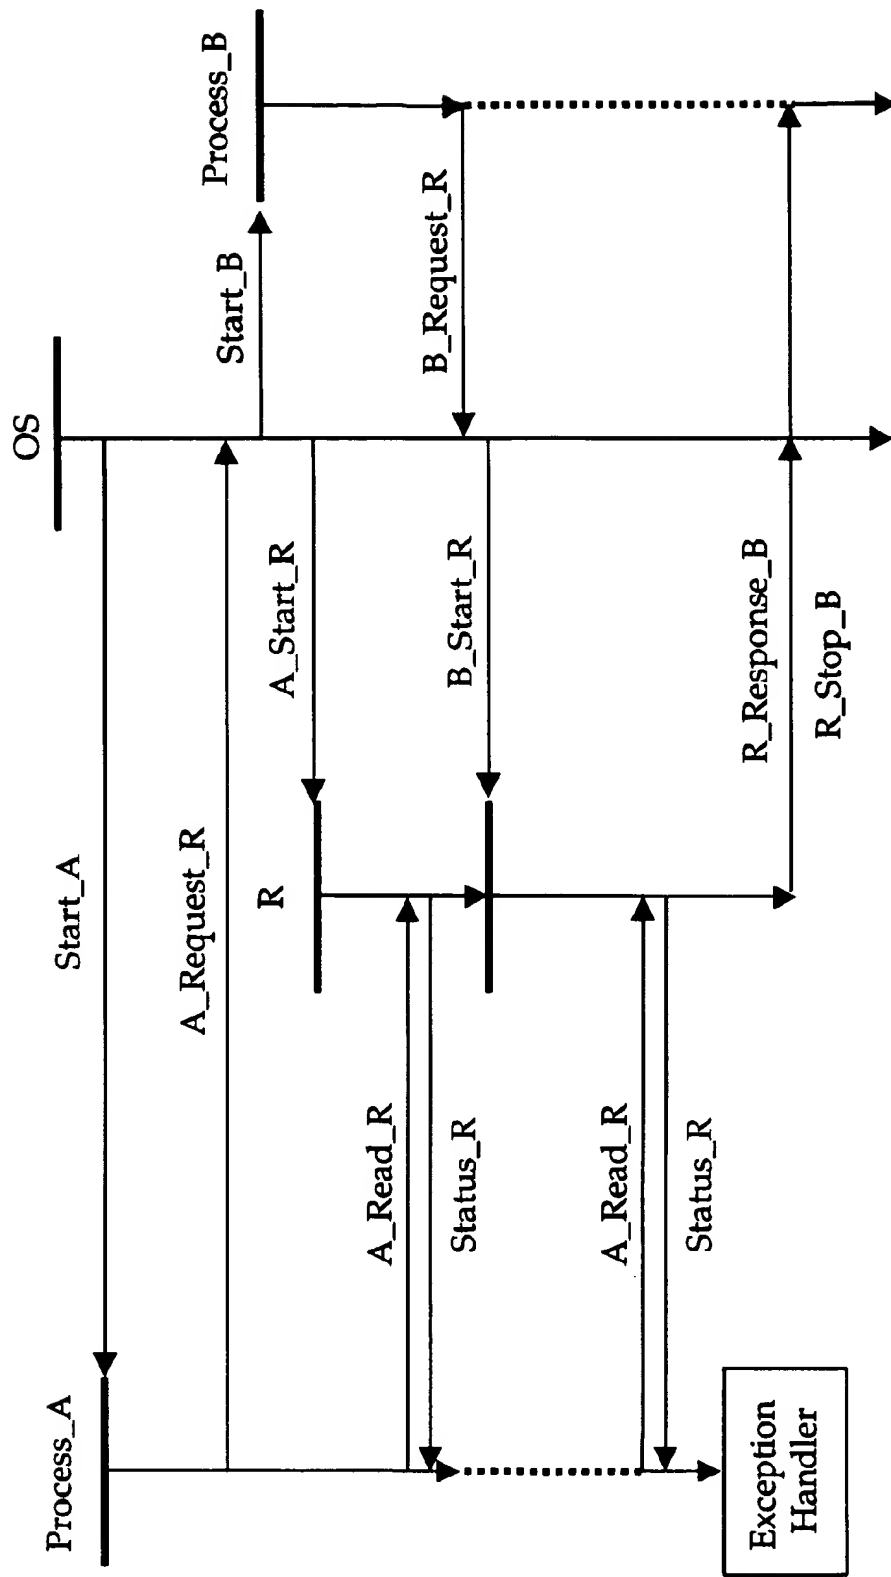 Process_A
OS
Process_B
Start_A
A_Request_R
Start_B
R
A_Start_R
A_Read_R
Status_R
B_Request_R
B_Start_R
A_Read_R
Status_R
R_Response_B
R_Stop_B
Exception
Handler